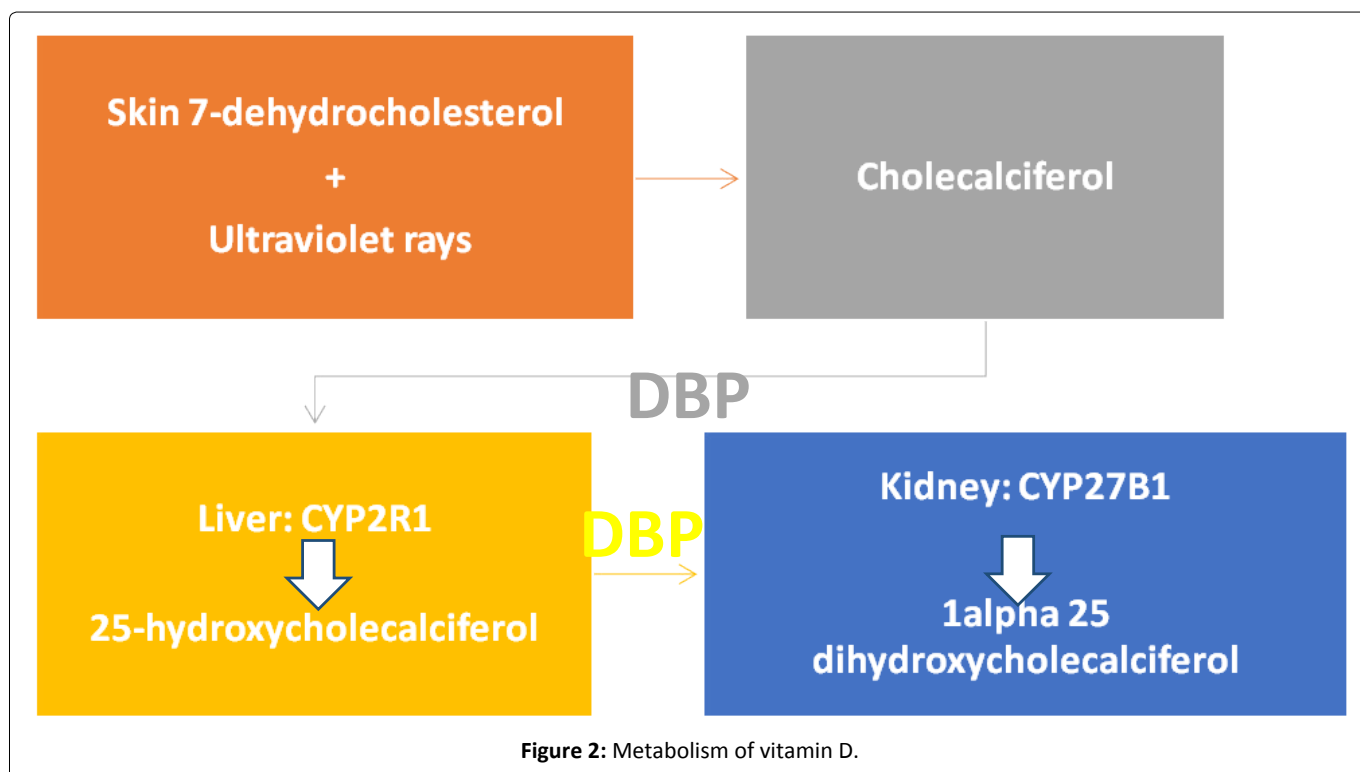 Skin 7-dehydrocholesterol
+
Ultraviolet rays
Cholecalciferol
DBP
Liver: CYP2R1
25-hydroxycholecalciferol
DBP
Kidney: CYP27B1
1alpha 25
dihydroxycholecalciferol
Figure 2: Metabolism of vitamin D.